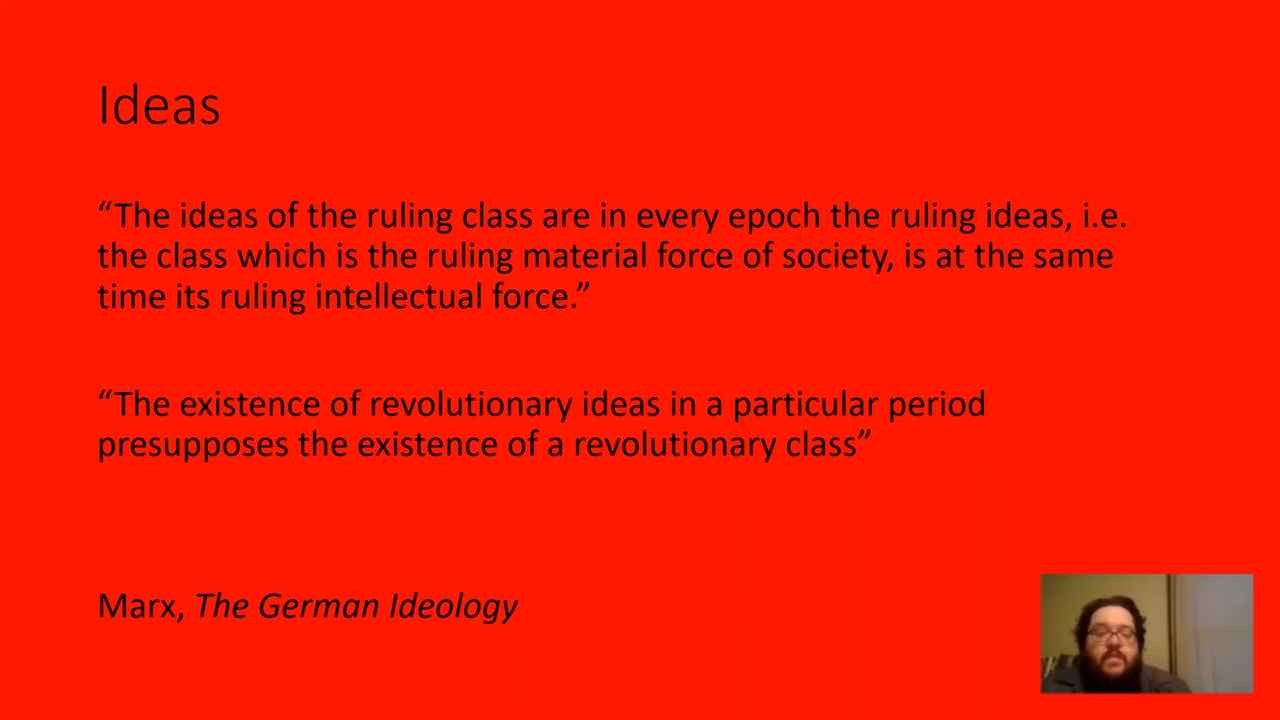 Ideas
“The ideas of the ruling class are in every epoch the ruling ideas, i.e.
the class which is the ruling material force of society, is at the same
time its ruling intellectual force.”
“The existence of revolutionary ideas in a particular period
presupposes the existence of a revolutionary class”
Marx, The German Ideology